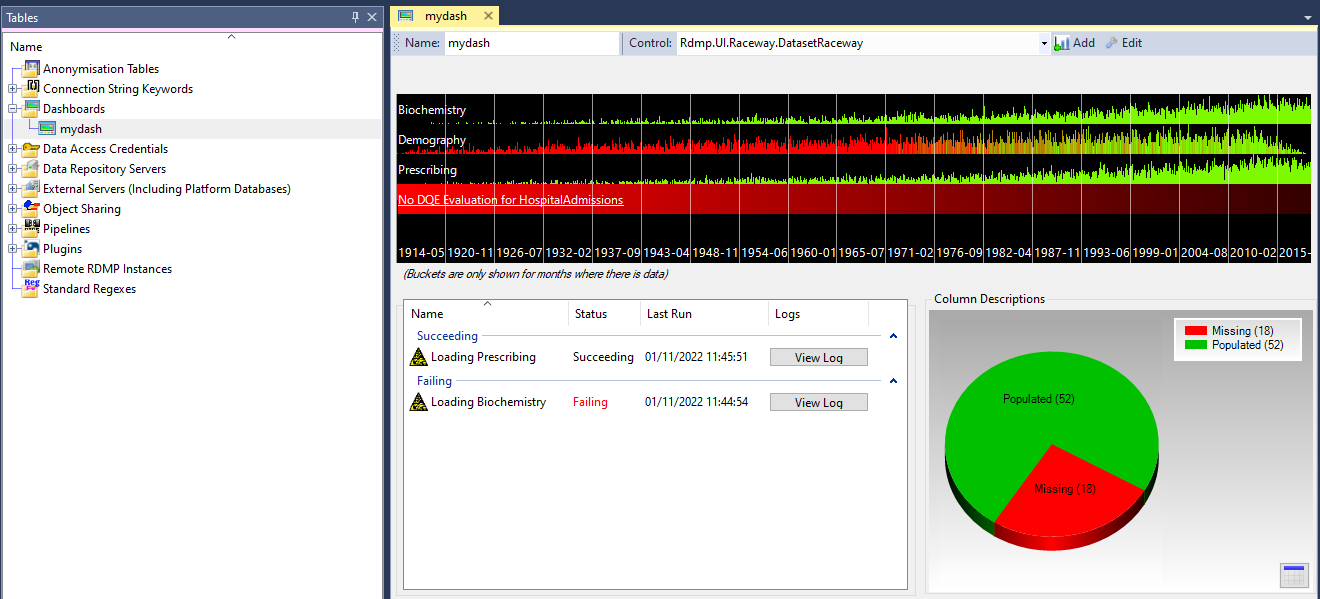 Tables
Name
Anonymisation Tables
Connection String Keywords
Dashboards
mydash
Data Access Credentials
Data Repository Servers
External Servers (Including Platform Databases)
Object Sharing
Pipelines
Plugins
Remote RDMP Instances
Standard Regexes
mydash
Name: mydash Control: Rdmp.UI.Raceway.DatasetRaceway Add Edit
Biochemistry
Demography
Prescribing
No DQE Evaluation for HospitalAdmissions
1914-05 1920-11 1926-07 1932-02 1937-09 1943-04 1948-11 1954-06 1960-01 1965-07 1971-02 1976-09 1982-04 1987-11 1993-06 1999-01 2004-08 2010-02 2015-
(Buckets are only shown for months where there is data)
Name Status Last Run Logs
Succeeding
Loading Prescribing Succeeding 01/11/2022 11:45:51 View Log
Failing
Loading Biochemistry Failing 01/11/2022 11:44:54 View Log
Column Descriptions
Missing (18)
Populated (52)
Populated (52)
Missing (18)